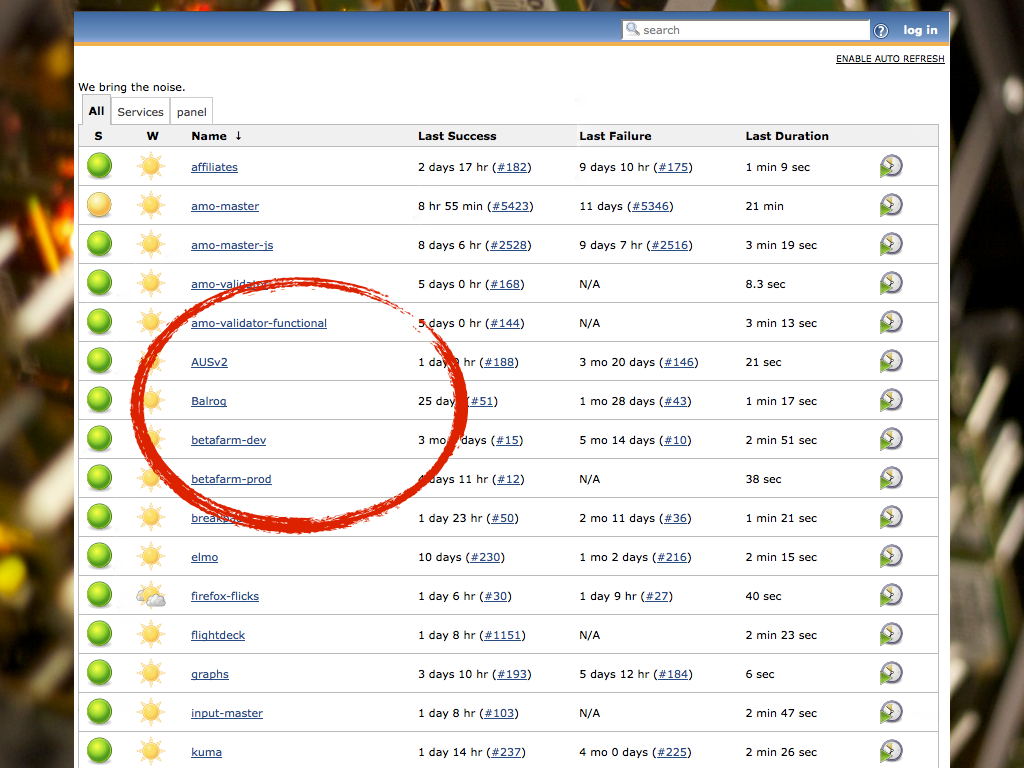 search ? log in
ENABLE AUTO REFRESH
We bring the noise.
All Services panel
S W Name ↓ Last Success Last Failure Last Duration
affiliates 2 days 17 hr (#182) 9 days 10 hr (#175) 1 min 9 sec
amo-master 8 hr 55 min (#5423) 11 days (#5346) 21 min
amo-master-js 8 days 6 hr (#2528) 9 days 7 hr (#2516) 3 min 19 sec
amo-validator 5 days 0 hr (#168) N/A 8.3 sec
amo-validator-functional 5 days 0 hr (#144) N/A 3 min 13 sec
AUSv2 1 day hr (#188) 3 mo 20 days (#146) 21 sec
Balrog 25 days (#51) 1 mo 28 days (#43) 1 min 17 sec
betafarm-dev 3 mo days (#15) 5 mo 14 days (#10) 2 min 51 sec
betafarm-prod days 11 hr (#12) N/A 38 sec
1 day 23 hr (#50) 2 mo 11 days (#36) 1 min 21 sec
elmo 10 days (#230) 1 mo 2 days (#216) 2 min 15 sec
firefox-flicks 1 day 6 hr (#30) 1 day 9 hr (#27) 40 sec
flightdeck 1 day 8 hr (#1151) N/A 2 min 23 sec
graphs 3 days 10 hr (#193) 5 days 12 hr (#184) 6 sec
input-master 1 day 8 hr (#103) N/A 2 min 47 sec
kuma 1 day 14 hr (#237) 4 mo 0 days (#225) 2 min 26 sec